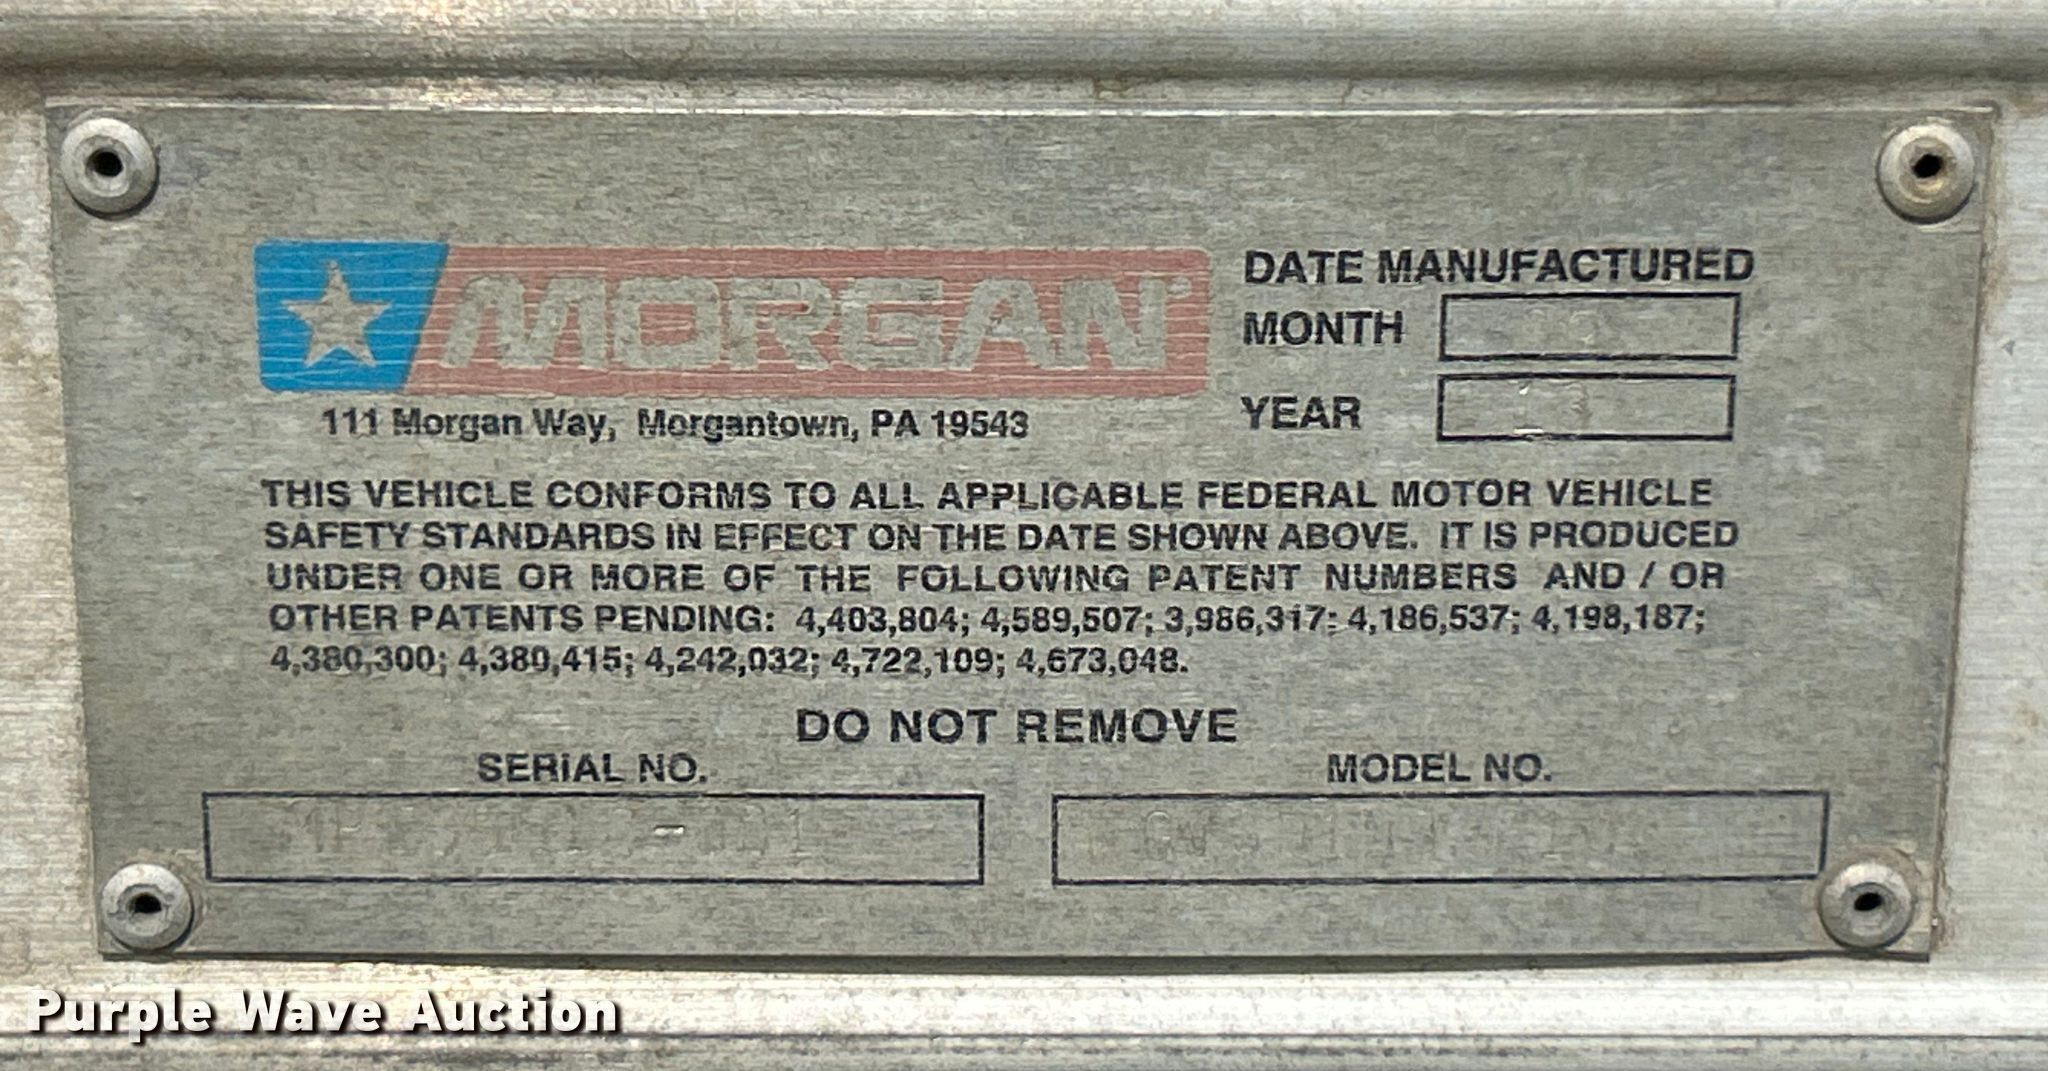 MORGAN
111 Morgan Way, Morgantown, PA 19543
DATE MANUFACTURED
MONTH
YEAR
THIS VEHICLE CONFORMS TO ALL APPLICABLE FEDERAL MOTOR VEHICLE
SAFETY STANDARDS IN EFFECT ON THE DATE SHOWN ABOVE. IT IS PRODUCED
UNDER ONE OR MORE OF THE FOLLOWING PATENT NUMBERS AND / OR
OTHER PATENTS PENDING: 4,403,804; 4,589,507; 3,986,317; 4,186,537; 4,198,187;
4,380,300; 4,380,415; 4,242,032; 4,722,109; 4,673,048.
DO NOT REMOVE
SERIAL NO.
MODEL NO.
Purple Wave Auction